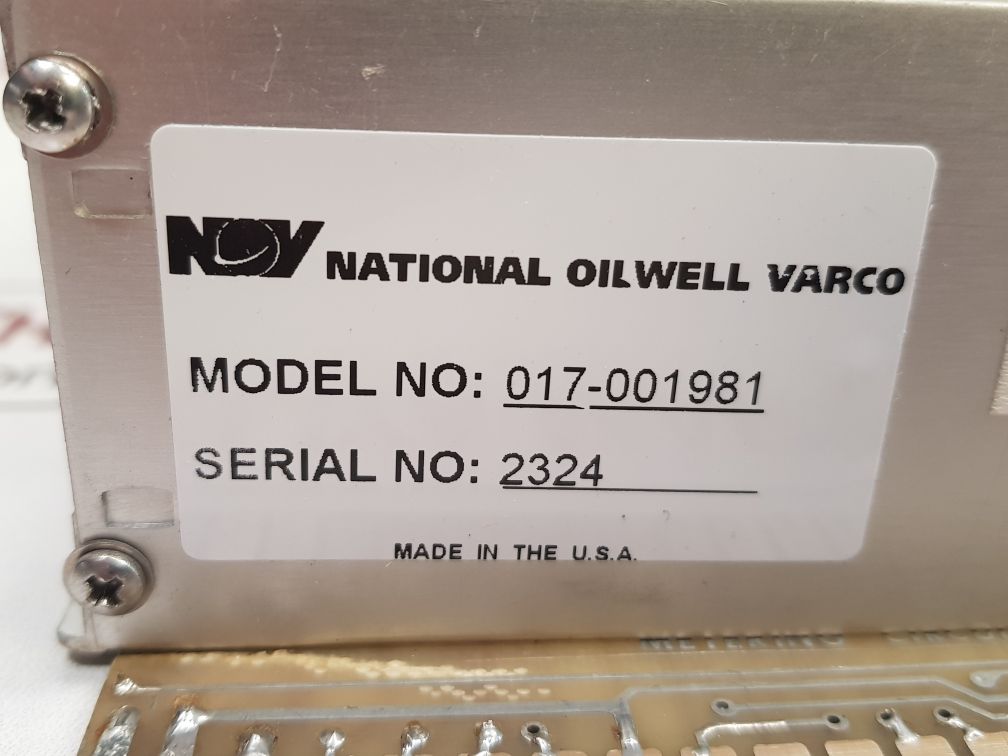 NOV NATIONAL OILWELL VARCO
MODEL NO: 017-001981
SERIAL NO: 2324
MADE IN THE U.S.A.